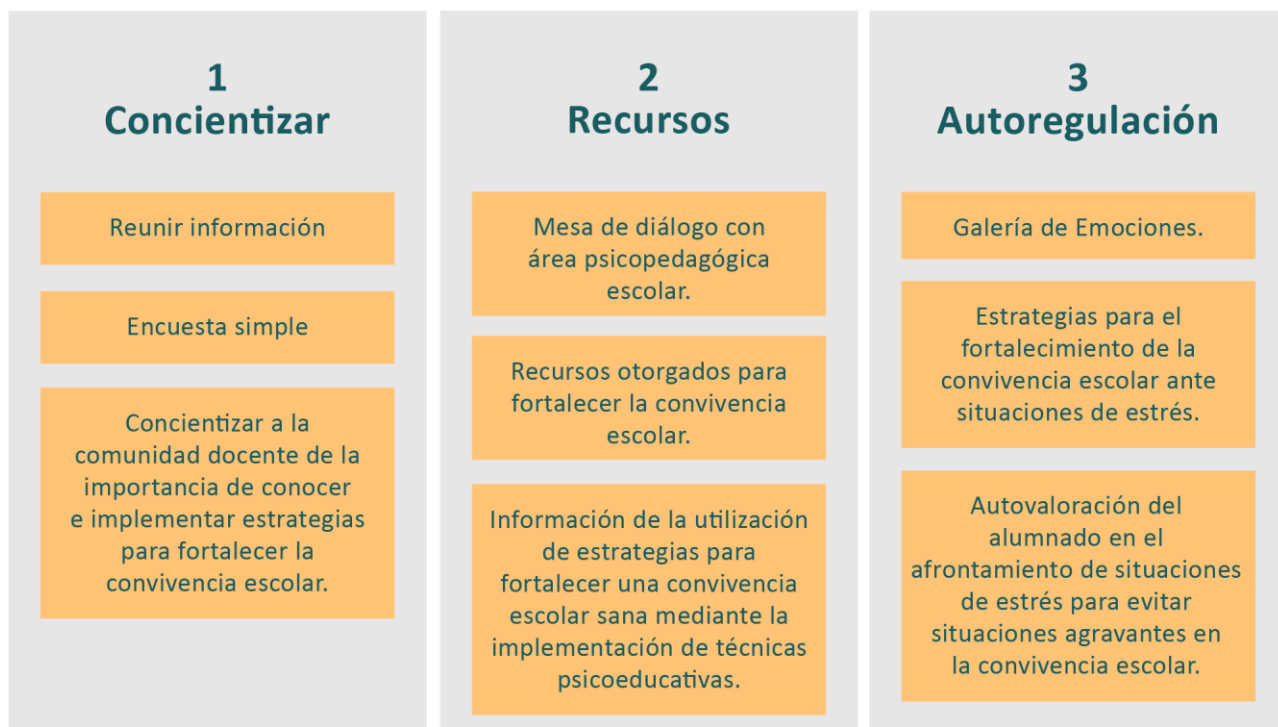 1
Concientizar
Reunir información
Encuesta simple
Concientizar a la
comunidad docente de la
importancia de conocer
e implementar estrategias
para fortalecer la
convivencia escolar.
2
Recursos
Mesa de diálogo con
área psicopedagógica
escolar.
Recursos otorgados para
fortalecer la convivencia
escolar.
Información de la utilización
de estrategias para
fortalecer una convivencia
escolar sana mediante la
implementación de técnicas
psicoeducativas.
3
Autoregulación
Galería de Emociones.
Estrategias para el
fortalecimiento de la
convivencia escolar ante
situaciones de estrés.
Autovaloración del
alumnado en el
afrontamiento de situaciones
de estrés para evitar
situaciones agravantes en
la convivencia escolar.